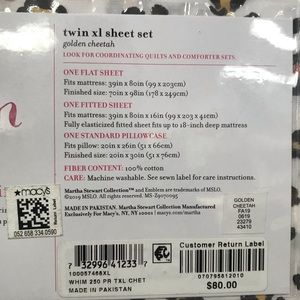 twin xl sheet set
golden cheetah
LOOK FOR COORDINATING QUILTS AND COMFORTER SETS.
ONE FLAT SHEET
Fits mattress: 39in x 80in (99 x 203cm)
Finished size: 70in x 98in (178 x 249cm)
ONE FITTED SHEET
Fits mattress: 39in x 80in x 16in (99 x 203 x 41cm)
Fully elasticized fitted sheet fits up to 18-inch deep mattress
ONE STANDARD PILLOWCASE
Fits pillow: 20in x 26in (51 x 66cm)
Finished size: 20in x 30in (51 x 76cm)
FIBER CONTENT: 100% cotton
CARE: Machine washable. See sewn label for care instructions.
Martha Stewart Collection™ and Emblem are trademarks of MSLO.
©2019 MSLO, All Rights Reserved. MS-Z9070195
MADE IN PAKISTAN. Martha Stewart Collection Manufactured
Exclusively For Macy's, NY, NY. 10001 macys.com/martha
GOLDEN
CHEETAH
FA19
0619
23279
43410
macys
Return Label
052 658 334 0590
7 32996 41233 7
100057466XL
WHIM 250 PR TXL CHET
MADE IN PAKISTAN
Customer Return Label
070795812010
$80.00